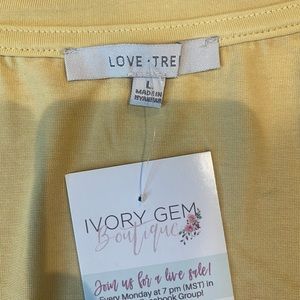 LOVE · TRE
L
MADE IN
MYANMAR
IVORY GEM
Boutique
Join us for a live sale!
Every Monday at 7 pm (MST) in
Group!